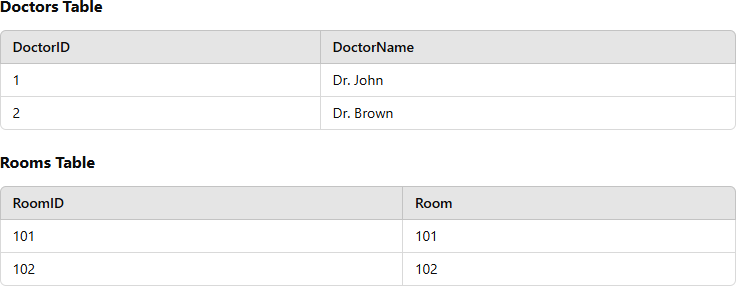 Doctors Table
DoctorID DoctorName
1 Dr. John
2 Dr. Brown
Rooms Table
RoomID Room
101 101
102 102